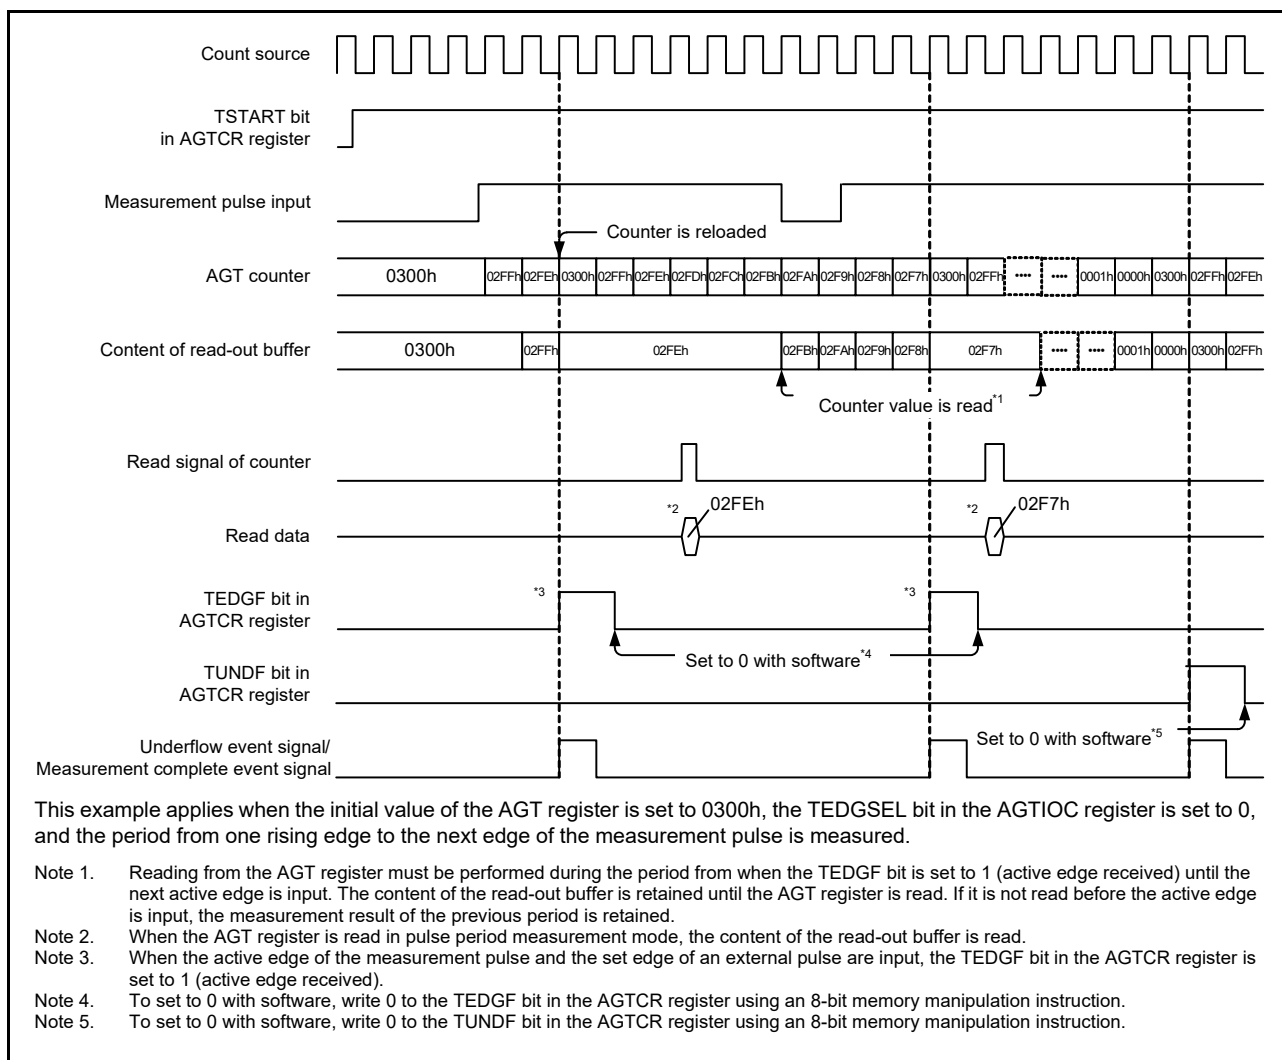 Count source
TSTART bit
in AGTCR register
Measurement pulse input
Counter is reloaded
AGT counter
0300h 02FFh 02FEh 0300h 02FFh 02FEh 02FDh 02FCh 02FBh 02FAh 02F9h 02F8h 02F7h 0300h 02FFh •••• •••• 0001h 0000h 0300h 02FFh 02FEh
Content of read-out buffer
0300h 02FFh 02FEh 02FBh 02FAh 02F9h 02F8h 02F7h •••• •••• 0001h 0000h 0300h 02FFh
Counter value is read*1
Read signal of counter
Read data
*2 02FEh *2 02F7h
TEDGF bit in
AGTCR register
*3 *3
Set to 0 with software*4
TUNDF bit in
AGTCR register
Set to 0 with software*5
Underflow event signal/
Measurement complete event signal
This example applies when the initial value of the AGT register is set to 0300h, the TEDGSEL bit in the AGTIOC register is set to 0,
and the period from one rising edge to the next edge of the measurement pulse is measured.
Note 1. Reading from the AGT register must be performed during the period from when the TEDGF bit is set to 1 (active edge received) until the
next active edge is input. The content of the read-out buffer is retained until the AGT register is read. If it is not read before the active edge
is input, the measurement result of the previous period is retained.
Note 2. When the AGT register is read in pulse period measurement mode, the content of the read-out buffer is read.
Note 3. When the active edge of the measurement pulse and the set edge of an external pulse are input, the TEDGF bit in the AGTCR register is
set to 1 (active edge received).
Note 4. To set to 0 with software, write 0 to the TEDGF bit in the AGTCR register using an 8-bit memory manipulation instruction.
Note 5. To set to 0 with software, write 0 to the TUNDF bit in the AGTCR register using an 8-bit memory manipulation instruction.